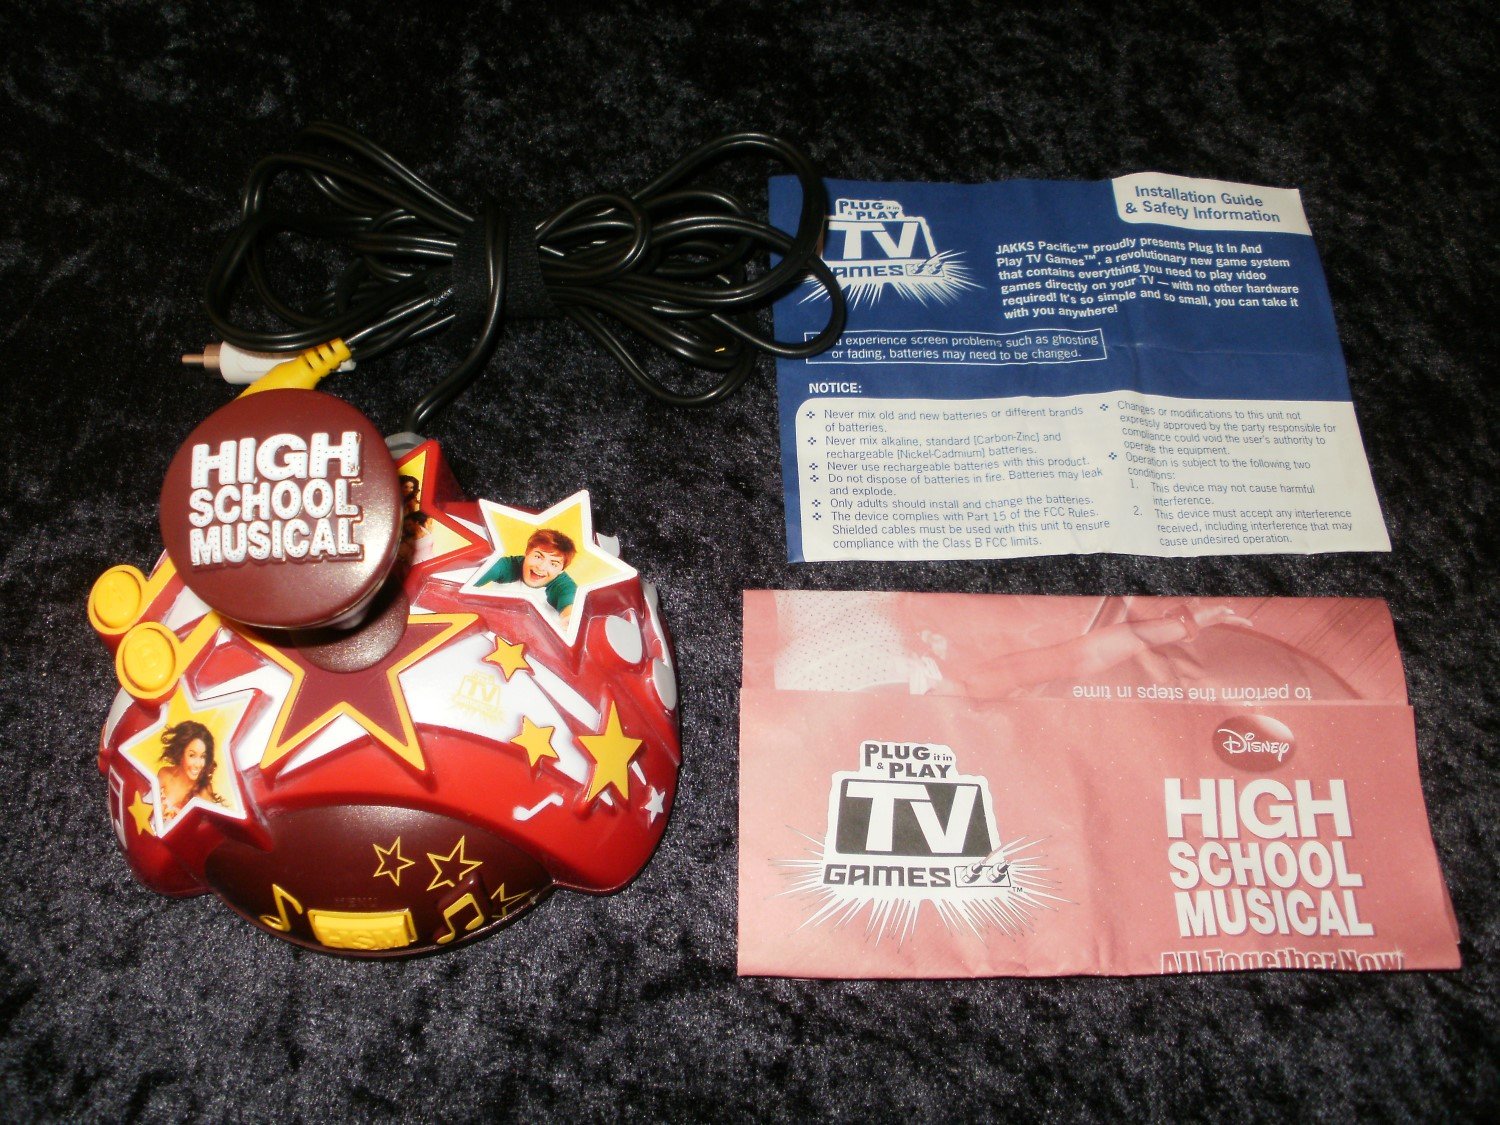 HIGH
SCHOOL
MUSICAL
B
MENU
HSM
TV
PLUG it in
& PLAY
TV
GAMES
Installation Guide
& Safety Information
JAKKS Pacific™ proudly presents Plug It In And
Play TV Games™, a revolutionary new game system
that contains everything you need to play video
games directly on your TV — with no other hardware
required! It's so simple and so small, you can take it
with you anywhere!
experience screen problems such as ghosting
or fading, batteries may need to be changed.
NOTICE:
❖ Never mix old and new batteries or different brands
of batteries.
❖ Never mix alkaline, standard [Carbon-Zinc] and
rechargeable [Nickel-Cadmium] batteries.
❖ Never use rechargeable batteries with this product.
❖ Do not dispose of batteries in fire. Batteries may leak
and explode.
❖ Only adults should install and change the batteries.
❖ The device complies with Part 15 of the FCC Rules.
Shielded cables must be used with this unit to ensure
compliance with the Class B FCC limits.
❖ Changes or modifications to this unit not
expressly approved by the party responsible for
compliance could void the user's authority to
operate the equipment.
❖ Operation is subject to the following two
conditions:
1. This device may not cause harmful
interference.
2. This device must accept any interference
received, including interference that may
cause undesired operation.
to perform the steps in time
PLUG it in
& PLAY
TV
GAMES™
Disney
HIGH
SCHOOL
MUSICAL
All Together Now